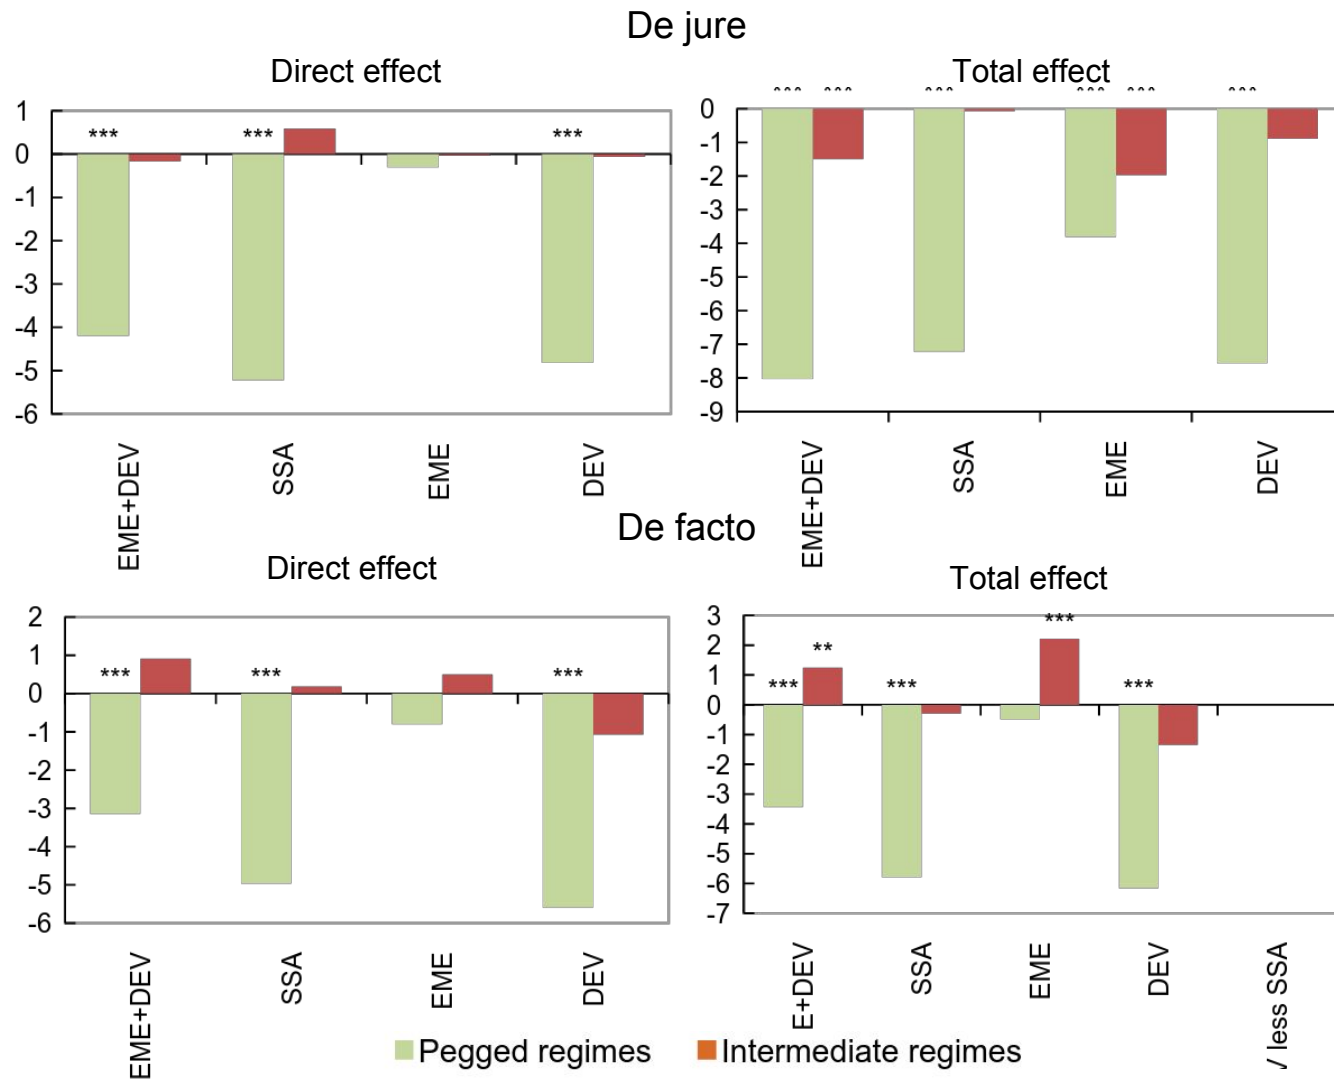 De jure
Direct effect
Total effect
1
0
-1
-2
-3
-4
-5
-6
***
***
***
EME+DEV
SSA
EME
DEV
0
-1
-2
-3
-4
-5
-6
-7
-8
-9
EME+DEV
SSA
EME
DEV
De facto
Direct effect
Total effect
2
1
0
-1
-2
-3
-4
-5
-6
***
***
***
EME+DEV
SSA
EME
DEV
3
2
1
0
-1
-2
-3
-4
-5
-6
-7
***
**
***
***
***
E+DEV
SSA
EME
DEV
less SSA
Pegged regimes
Intermediate regimes